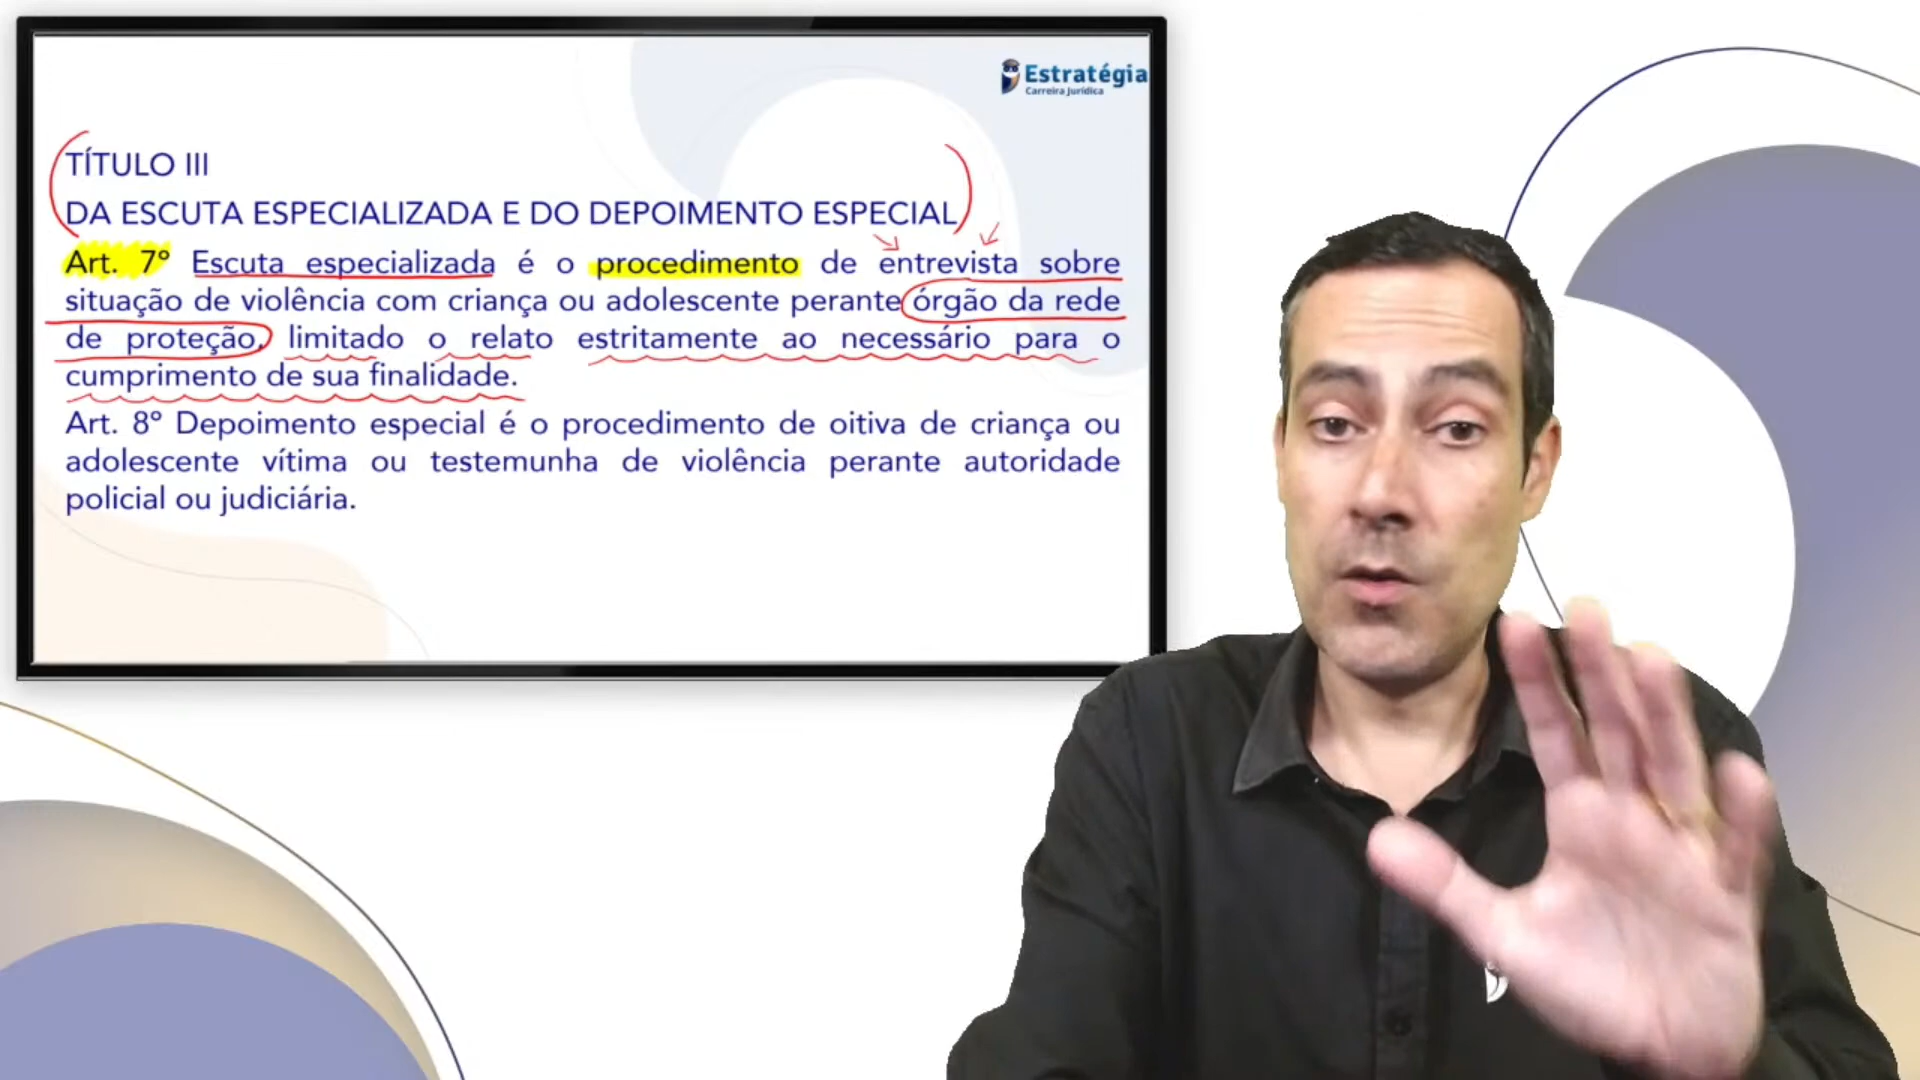 Estratégia
Carreira Jurídica
TÍTULO III
DA ESCUTA ESPECIALIZADA E DO DEPOIMENTO ESPECIAL
Art. 7º Escuta especializada é o procedimento de entrevista sobre
situação de violência com criança ou adolescente perante órgão da rede
de proteção, limitado o relato estritamente ao necessário para o
cumprimento de sua finalidade.
Art. 8º Depoimento especial é o procedimento de oitiva de criança ou
adolescente vítima ou testemunha de violência perante autoridade
policial ou judiciária.